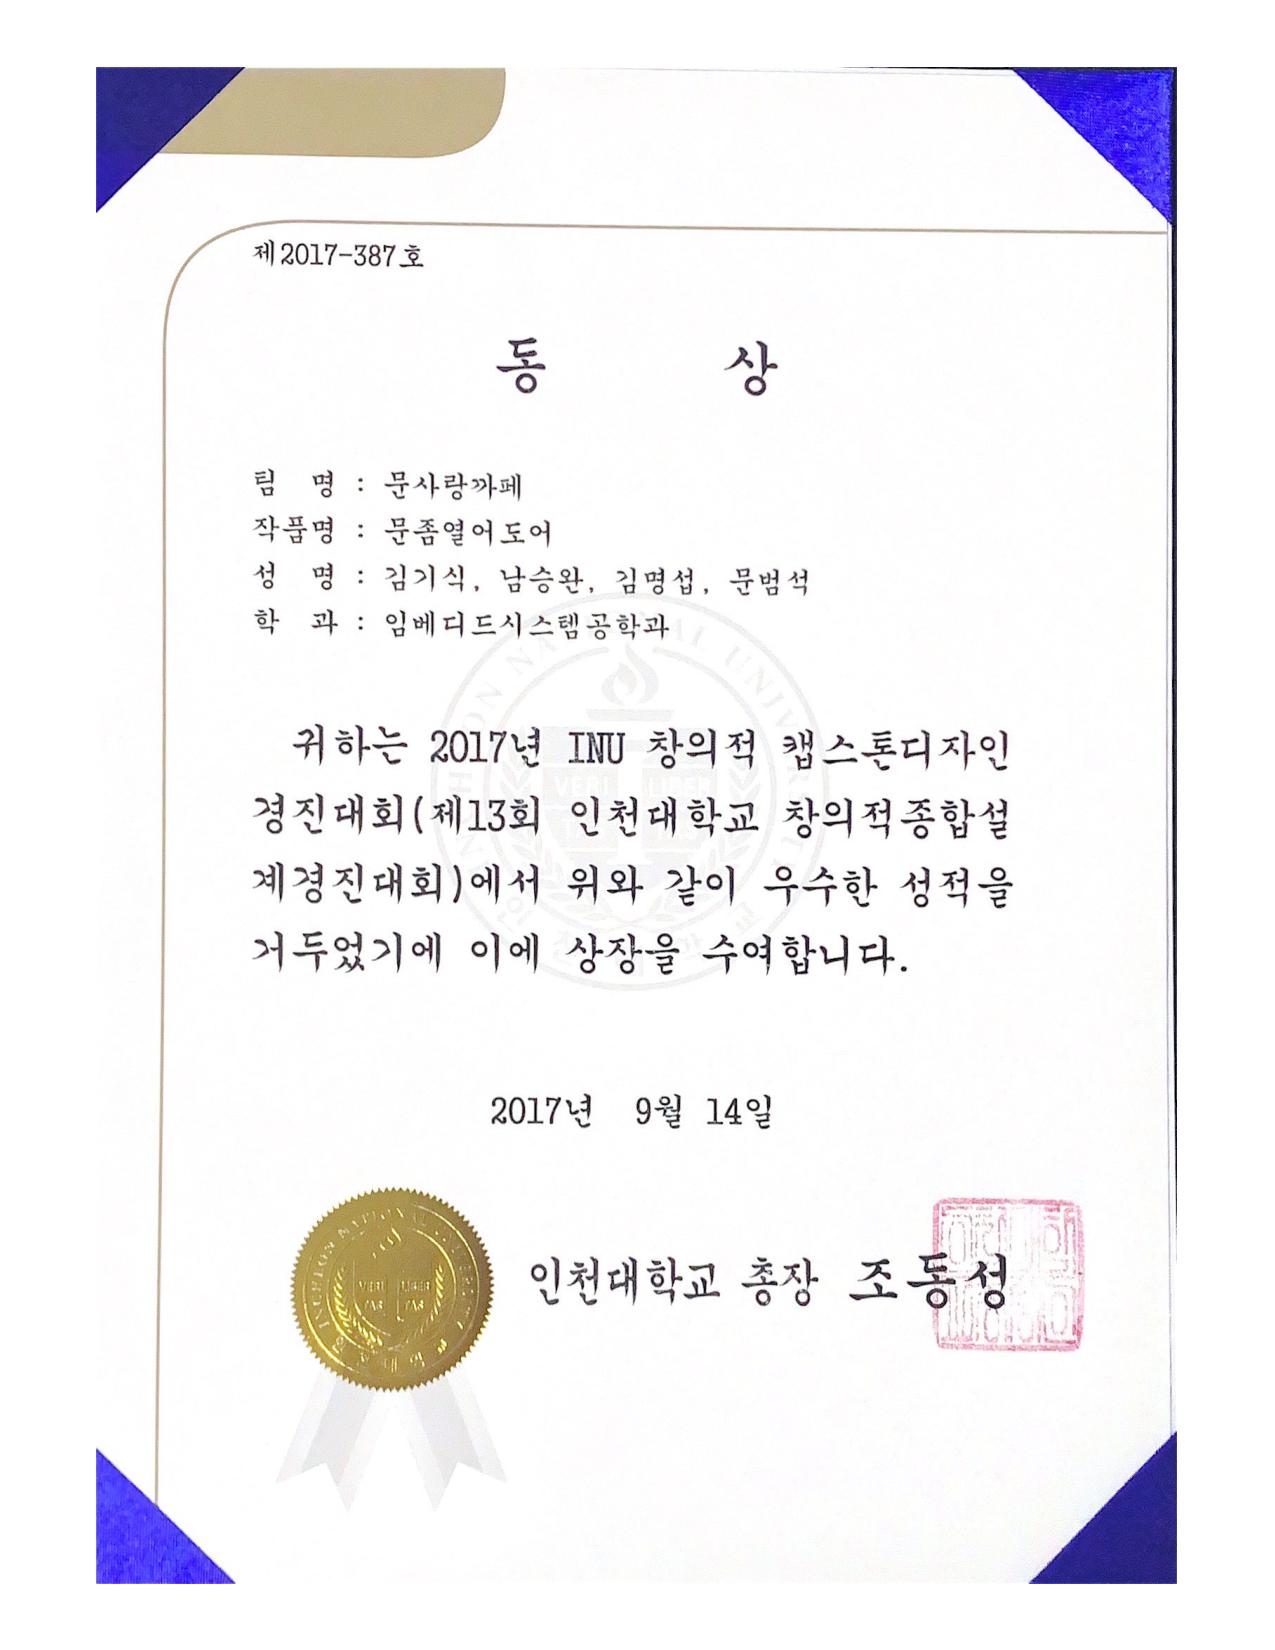 제2017-387호
동 상
팀 명 : 문사랑까페
작품명 : 문좀열어도어
성 명 : 김기식, 남승완, 김명섭, 문범석
학 과 : 임베디드시스템공학과
귀하는 2017년 INU 창의적 캡스톤디자인
경진대회(제13회 인천대학교 창의적종합설
계경진대회)에서 위와 같이 우수한 성적을
거두었기에 이에 상장을 수여합니다.
2017년 9월 14일
인천대학교 총장 조동성